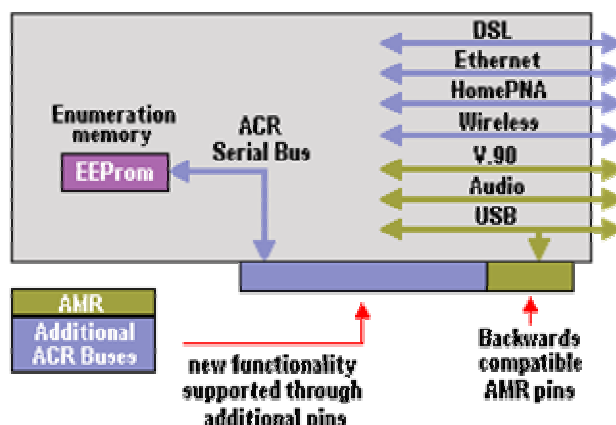 DSL
Ethernet
HomePNA
Wireless
V.90
Audio
USB
Enumeration
memory
EEProm
ACR
Serial Bus
AMR
Additional
ACR Buses
new functionality
supported through
additional pins
Backwards
compatible
AMR pins